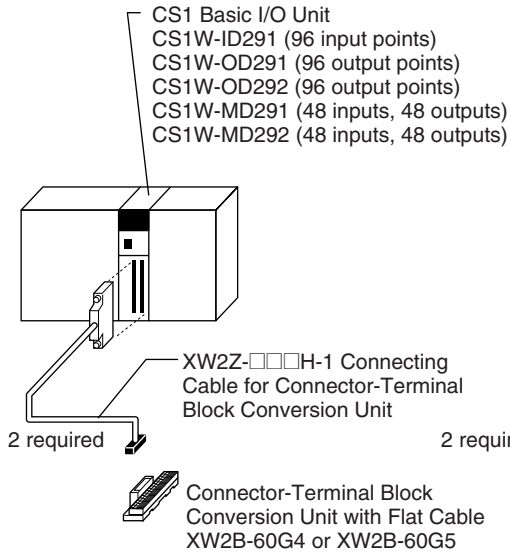 CS1 Basic I/O Unit
CS1W-ID291 (96 input points)
CS1W-OD291 (96 output points)
CS1W-OD292 (96 output points)
CS1W-MD291 (48 inputs, 48 outputs)
CS1W-MD292 (48 inputs, 48 outputs)
XW2Z-□□□H-1 Connecting
Cable for Connector-Terminal
Block Conversion Unit
2 required
2 requir
Connector-Terminal Block
Conversion Unit with Flat Cable
XW2B-60G4 or XW2B-60G5